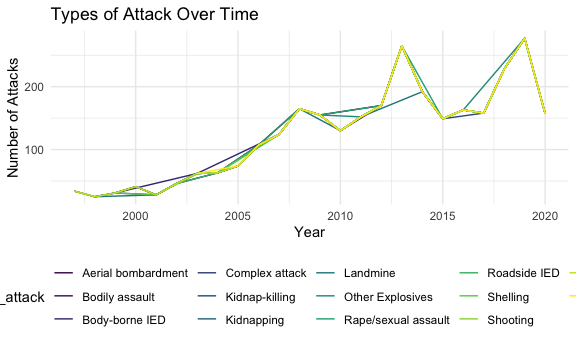 Types of Attack Over Time
Number of Attacks
200
100
2000 2005 2010 2015 2020
Year
_attack
Aerial bombardment Complex attack Landmine Roadside IED
Bodily assault Kidnap-killing Other Explosives Shelling
Body-borne IED Kidnapping Rape/sexual assault Shooting